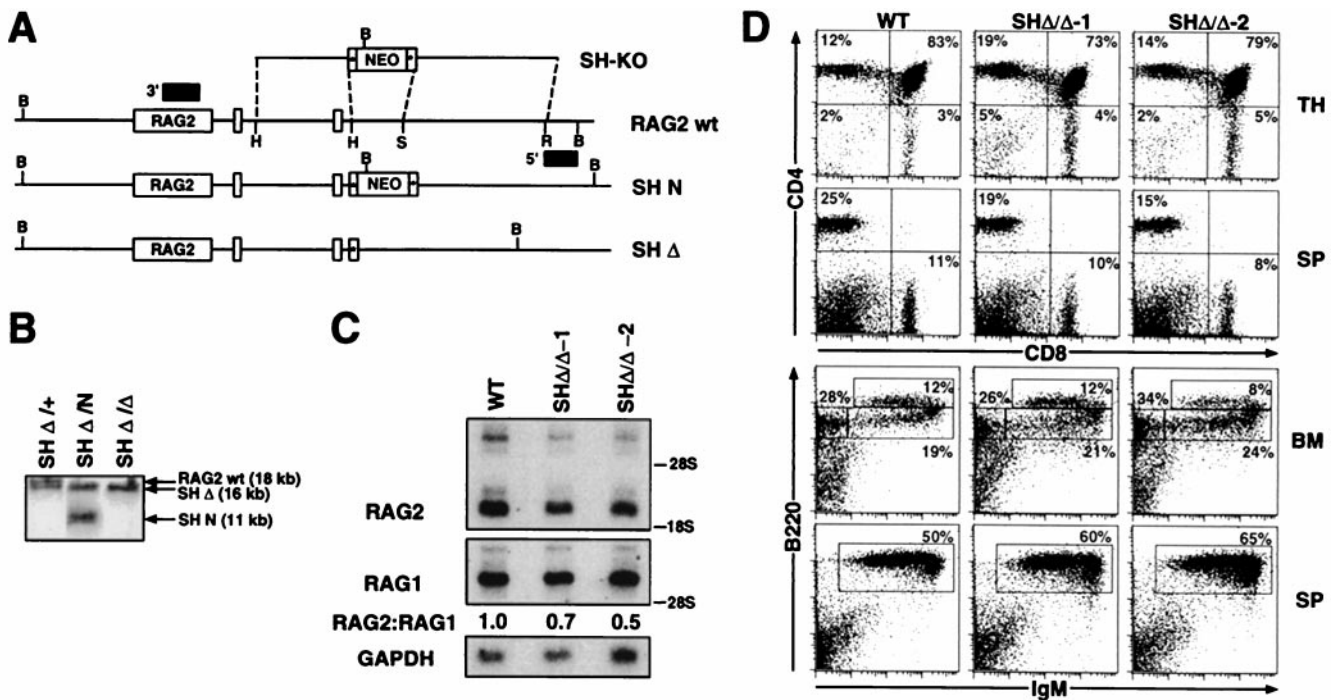 A
B
NEO
SH-KO
3'
B
RAG2
RAG2 wt
H
H
S
R
B
5'
B
B
B
RAG2
NEO
SH N
B
B
RAG2
SH Δ
B
SH Δ /+
SH Δ /N
SH Δ /Δ
RAG2 wt (18 kb)
SH Δ (16 kb)
SH N (11 kb)
C
WT
SHΔ/Δ–1
SHΔ/Δ–2
–28S
RAG2
–18S
RAG1
–28S
RAG2:RAG1 1.0 0.7 0.5
GAPDH
D
WT SHΔ/Δ-1 SHΔ/Δ-2
12% 83% 19% 73% 14% 79%
TH
2% 3% 5% 4% 2% 5%
CD4
25% 19% 15%
SP
11% 10% 8%
CD8
12% 12% 8%
28% 26% 34%
BM
19% 21% 24%
B220
50% 60% 65%
SP
IgM